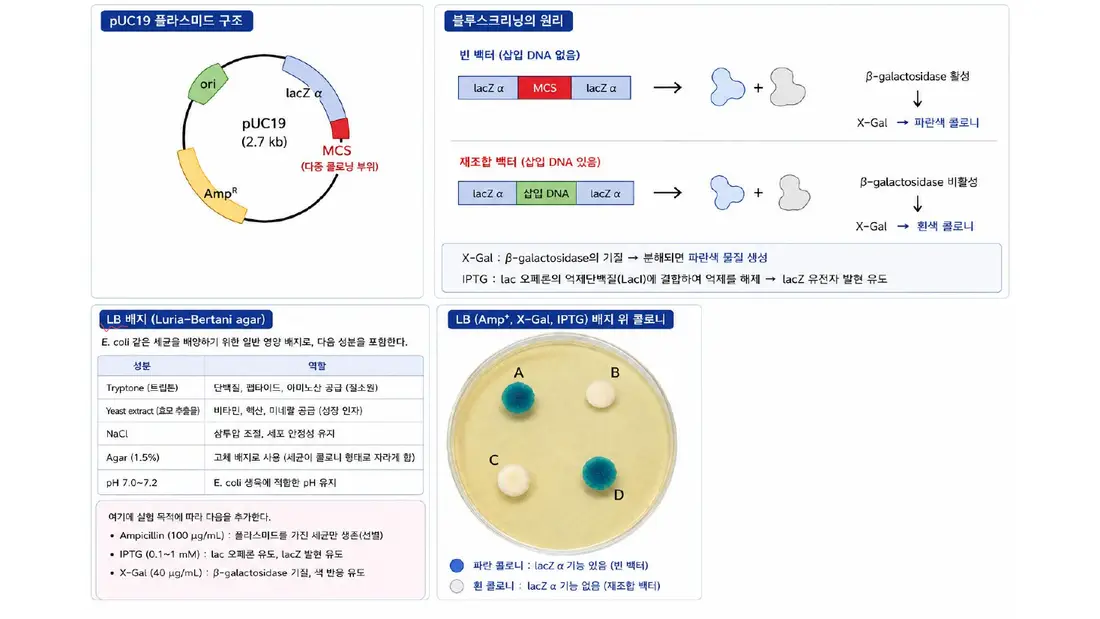 pUC19 플라스미드 구조
ori
lacZ α
pUC19
(2.7 kb)
MCS
(다중 클로닝 부위)
Amp^R
블루스크리닝의 원리
빈 백터 (삽입 DNA 없음)
lacZ α MCS lacZ α → + β-galactosidase 활성
↓
X-Gal → 파란색 콜로니
재조합 백터 (삽입 DNA 있음)
lacZ α 삽입 DNA lacZ α → + β-galactosidase 비활성
↓
X-Gal → 흰색 콜로니
X-Gal : β-galactosidase의 기질 → 분해되면 파란색 물질 생성
IPTG : lac 오페론의 억제단백질(LacI)에 결합하여 억제를 해제 → lacZ 유전자 발현 유도
LB 배지 (Luria-Bertani agar)
E. coli 같은 세균을 배양하기 위한 일반 영양 배지로, 다음 성분을 포함한다.
성분 역할
Tryptone (트립톤) 단백질, 펩타이드, 아미노산 공급 (질소원)
Yeast extract (효모 추출물) 비타민, 핵산, 미네랄 공급 (성장 인자)
NaCl 삼투압 조절, 세포 안정성 유지
Agar (1.5%) 고체 배지로 사용 (세균이 콜로니 형태로 자라게 함)
pH 7.0~7.2 E. coli 생육에 적합한 pH 유지
여기에 실험 목적에 따라 다음을 추가한다.
• Ampicillin (100 μg/mL) : 플라스미드를 가진 세균만 생존(선별)
• IPTG (0.1~1 mM) : lac 오페론 유도, lacZ 발현 유도
• X-Gal (40 μg/mL) : β-galactosidase 기질, 색 반응 유도
LB (Amp⁺, X-Gal, IPTG) 배지 위 콜로니
A
B
C
D
파란 콜로니 : lacZ α 기능 있음 (빈 백터)
흰 콜로니 : lacZ α 기능 없음 (재조합 백터)